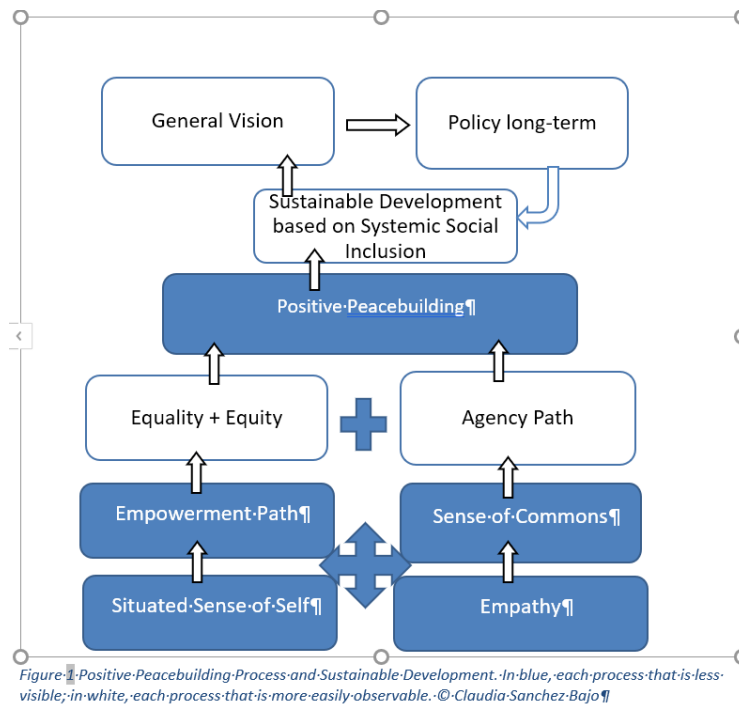 General Vision
Policy long-term
Sustainable Development
based on Systemic Social
Inclusion
Positive·Peacebuilding¶
Equality + Equity
Agency Path
Empowerment·Path¶
Sense·of·Commons¶
Situated·Sense·of·Self¶
Empathy¶
Figure·1·Positive·Peacebuilding·Process·and·Sustainable·Development.·In·blue,·each·process·that·is·less·
visible;·in·white,·each·process·that·is·more·easily·observable.·©·Claudia·Sanchez·Bajo¶